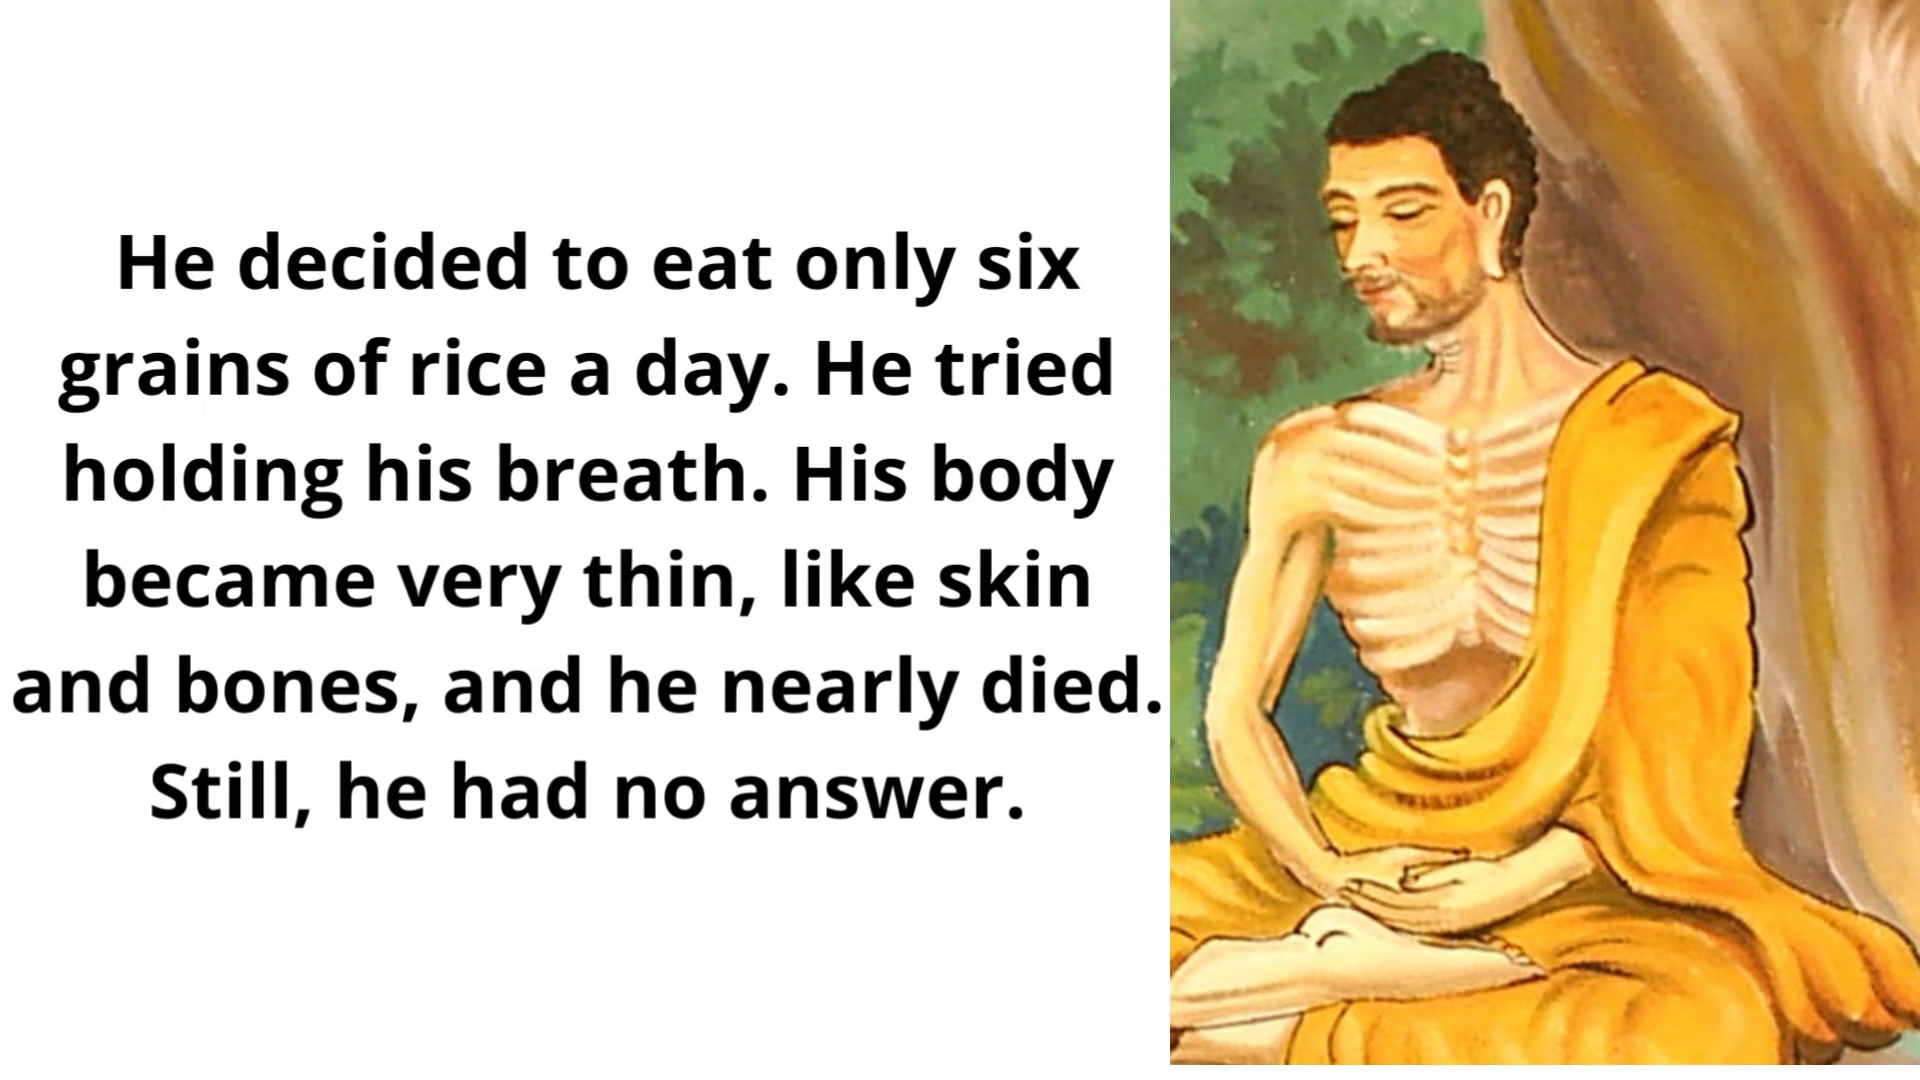 He decided to eat only six
grains of rice a day. He tried
holding his breath. His body
became very thin, like skin
and bones, and he nearly died.
Still, he had no answer.